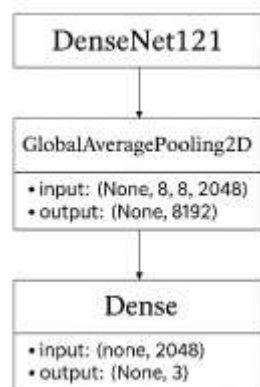 DenseNet121
GlobalAveragePooling2D
• input: (None, 8, 8, 2048)
• output: (None, 8192)
Dense
• input: (none, 2048)
• output: (None, 3)